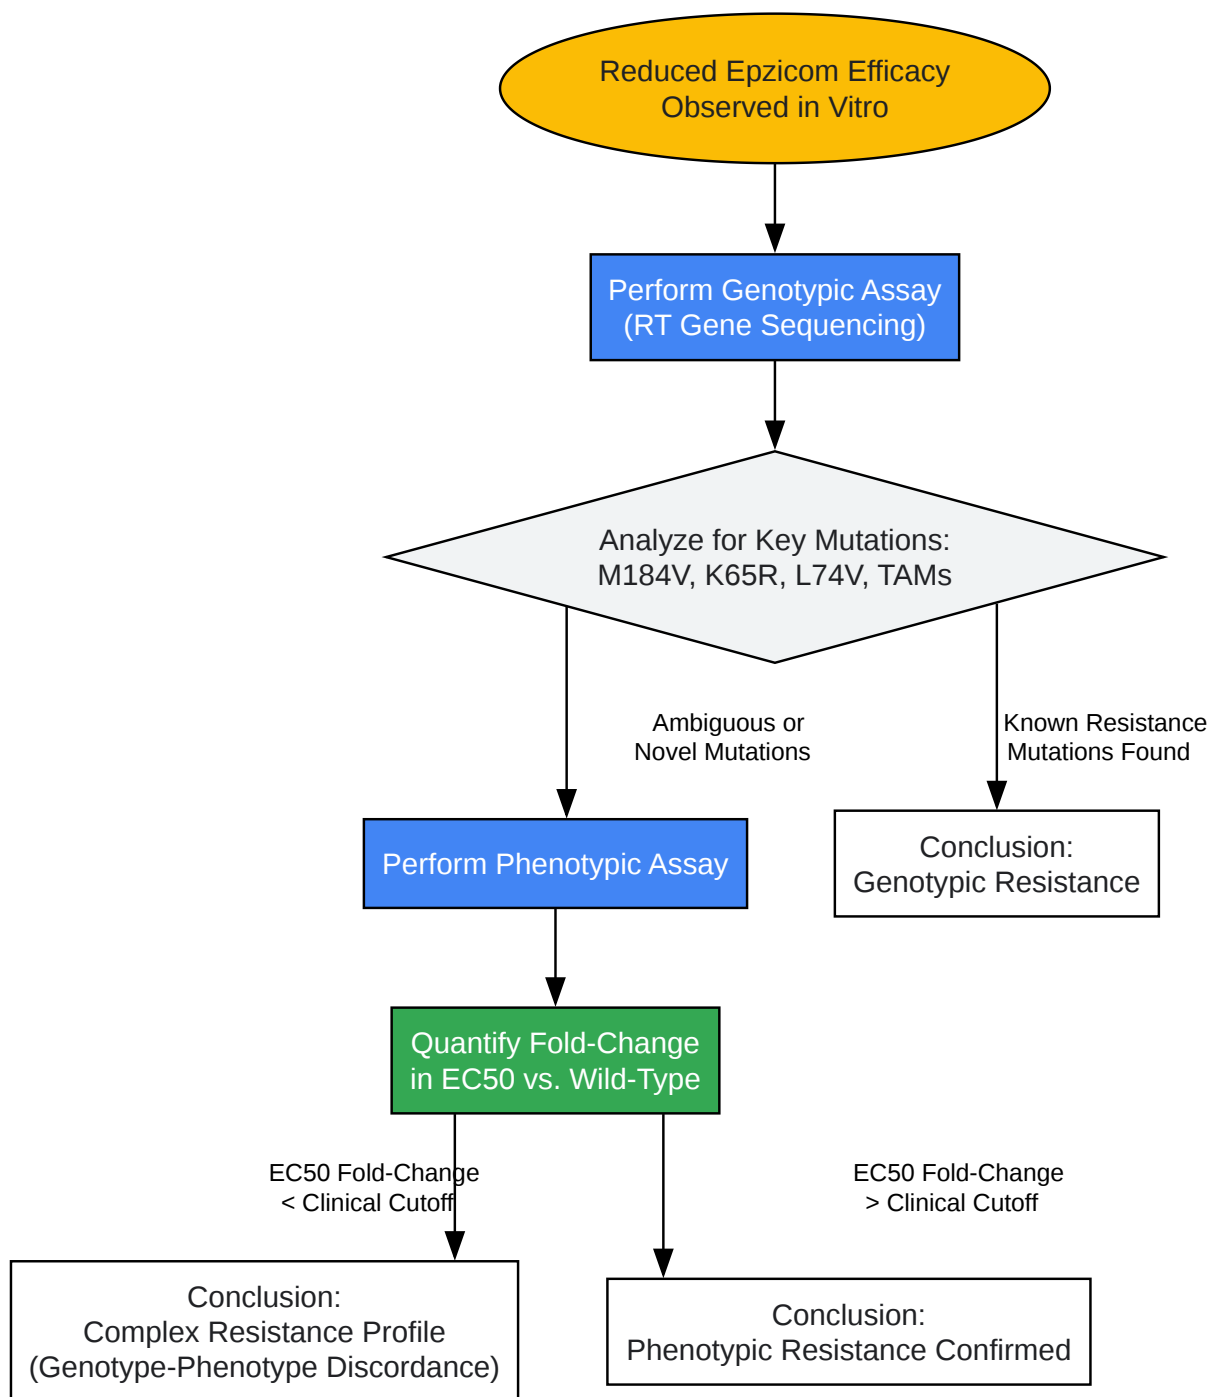 Reduced Epzicom Efficacy
Observed in Vitro
Perform Genotypic Assay
(RT Gene Sequencing)
Analyze for Key Mutations:
M184V, K65R, L74V, TAMs
Ambiguous or
Novel Mutations
Known Resistance
Mutations Found
Perform Phenotypic Assay
Conclusion:
Genotypic Resistance
Quantify Fold-Change
in EC50 vs. Wild-Type
EC50 Fold-Change
< Clinical Cutoff
EC50 Fold-Change
> Clinical Cutoff
Conclusion:
Complex Resistance Profile
(Genotype-Phenotype Discordance)
Conclusion:
Phenotypic Resistance Confirmed